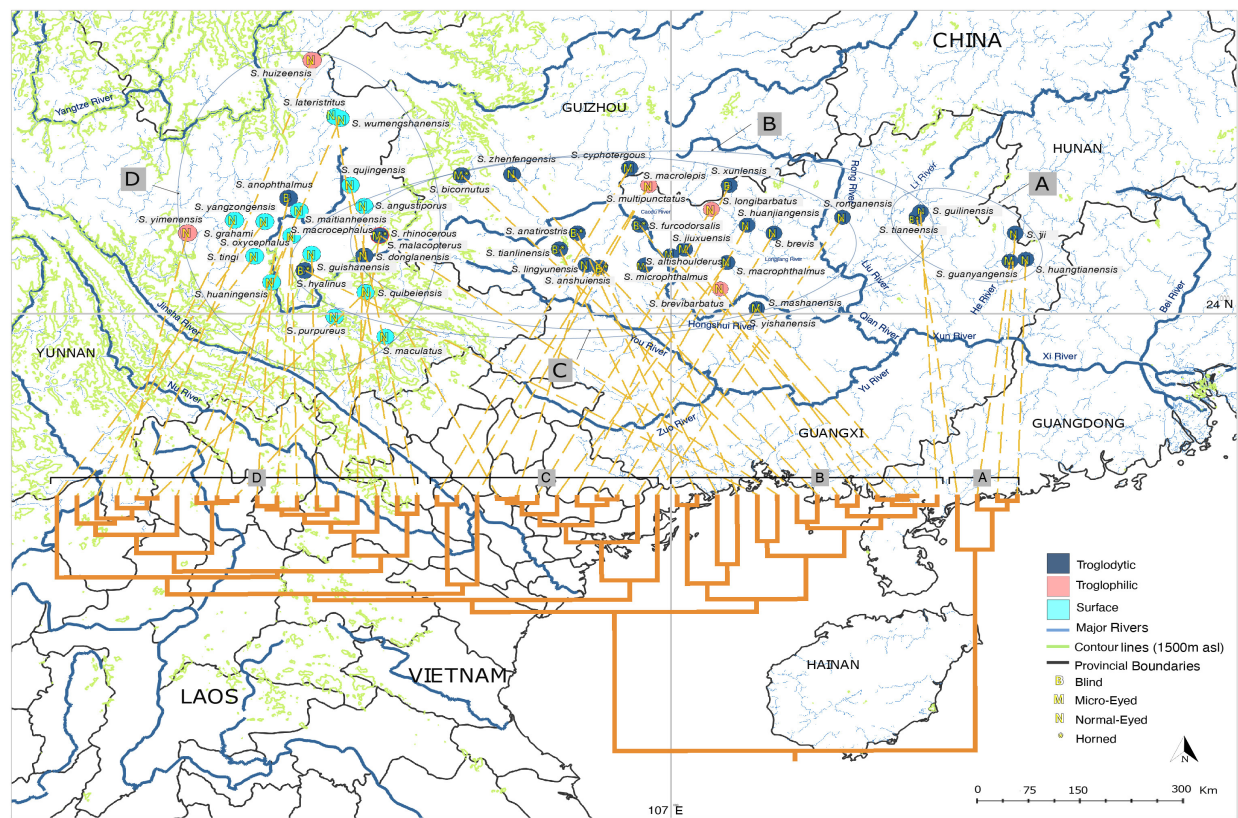 CHINA
S. huizeensis
Yangtze River
S. lateristritus
GUIZHOU
S. wumengshanensis
B
HUNAN
S. zhenfengensis
S. cyphotergous
S. qujingensis
S. macrolepis
S. xunlensis
Rong River
Li River
D
A
S. bicornutus
S. anophthalmus
S. multipunctatus
S. longibarbatus
S. ronganensis
S. yangzongensis
S. angustiporus
S. yimenensis
S. maitianheensis
S. huanjiangensis
S. guilinensis
S. grahami
S. macrocephalus
S. rhinocerous
S. anatirostris
S. furcodorsalis
S. tianeensis
S. jii
S. oxycephalus
S. malacopterus
S. jiuxuensis
S. brevis
S. tingi
S. donglanensis
S. tianlinensis
S. altishoulderus
Longjiang River
S. guishanensis
S. lingyunensis
S. macrophthalmus
Liu River
S. guanyangensis
S. huangtianensis
S. hyalinus
S. anshuiensis
S. microphthalmus
S. huaningensis
S. quibeiensis
S. brevibarbatus
S. mashanensis
He River
Bei River
24 N
Jinsha River
S. purpureus
Hongshui River
S. yishanensis
Qian River
Xun River
YUNNAN
S. maculatus
You River
Xi River
C
Nu River
Yu River
Zuo River
GUANGXI
GUANGDONG
D
C
B
A
Troglodytic
Troglophilic
Surface
Major Rivers
Contour lines (1500m asl)
Provincial Boundaries
B Blind
M Micro-Eyed
N Normal-Eyed
Horned
HAINAN
VIETNAM
LAOS
N
0 75 150 300 Km
107 E